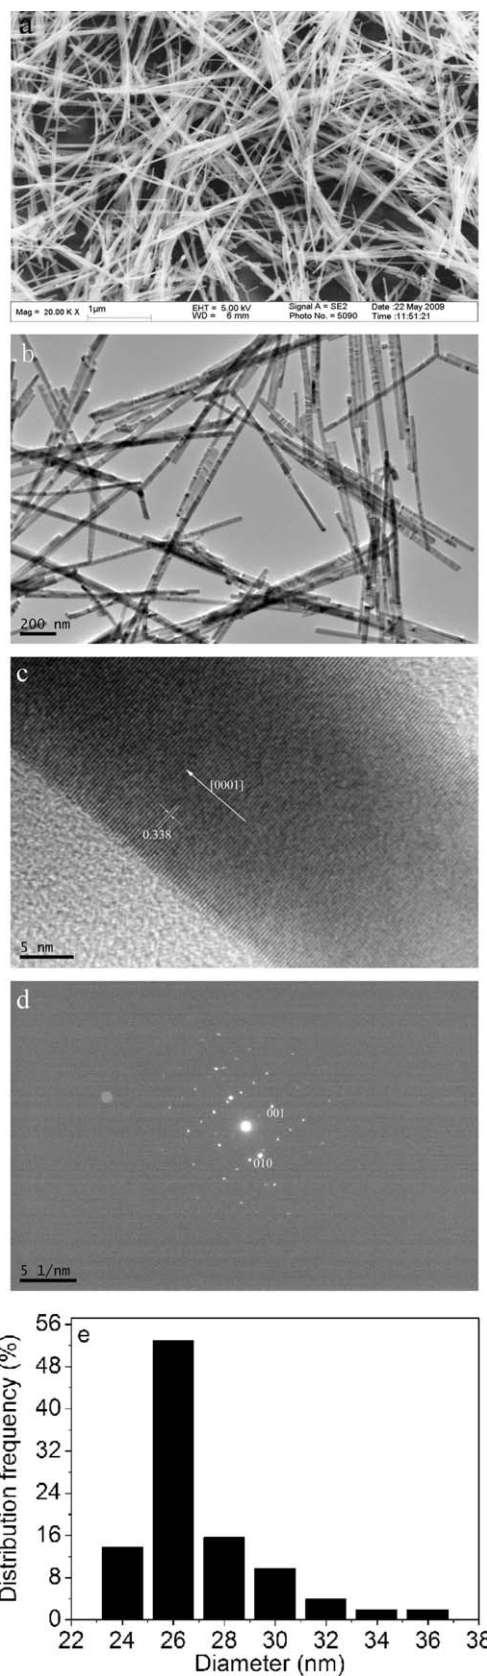 a
Mag = 20.00 K X 1µm EHT = 5.00 kV Signal A = SE2 Date :22 May 2009
WD = 6 mm Photo No. = 5090 Time :11:51:21
b
200 nm
c
[0001]
0.338
5 nm
d
001
010
5 1/nm
e
Distribution frequency (%)
56
48
40
32
24
16
8
0
22 24 26 28 30 32 34 36 38
Diameter (nm)